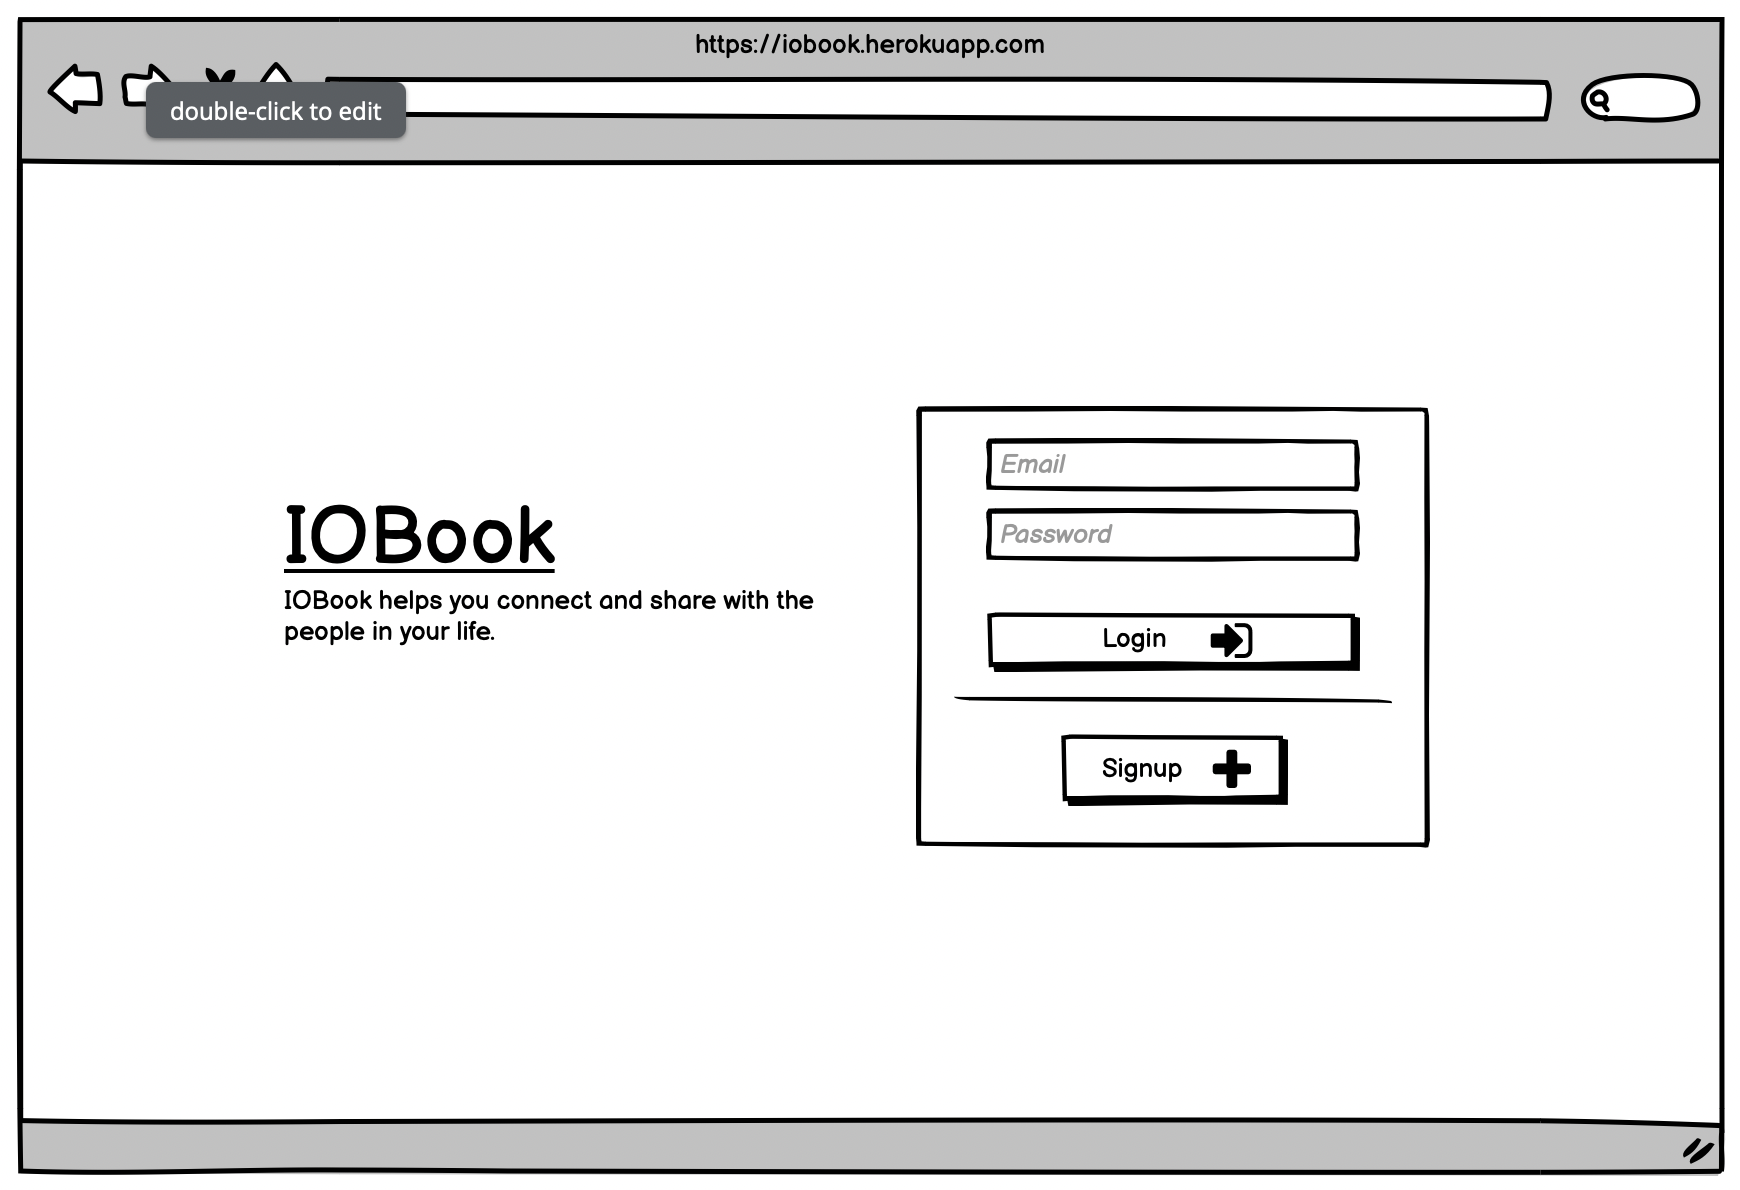 https://iobook.herokuapp.com
double-click to edit
Email
Password
IOBook
IOBook helps you connect and share with the
people in your life.
Login
Signup